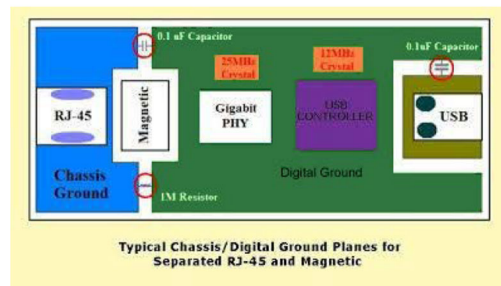 0.1 uF Capacitor
0.1uF Capacitor
25MHz
Crystal
12MHz
Crystal
RJ-45
Magnetic
Gigabit
PHY
USB
CONTROLLER
USB
Digital Ground
Chassis
Ground
1M Resistor
Typical Chassis/Digital Ground Planes for
Separated RJ-45 and Magnetic